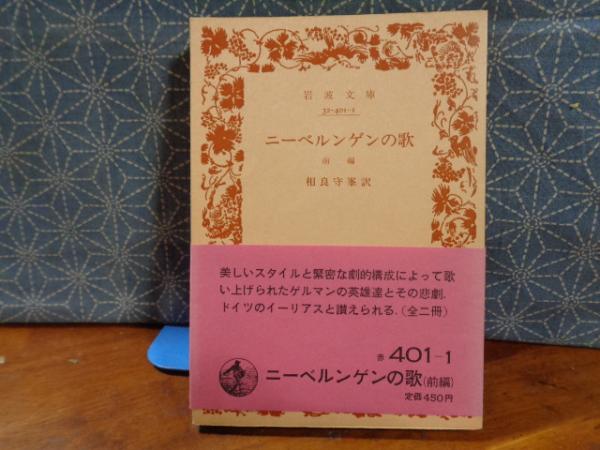 岩波文庫
32-401-1
ニーベルンゲンの歌
前編
相良守峯訳
美しいスタイルと緊密な劇的構成によって歌
い上げられたゲルマンの英雄達とその悲劇.
ドイツのイーリアスと讃えられる.(全二冊)
赤 401-1
ニーベルンゲンの歌(前編)
定価450円